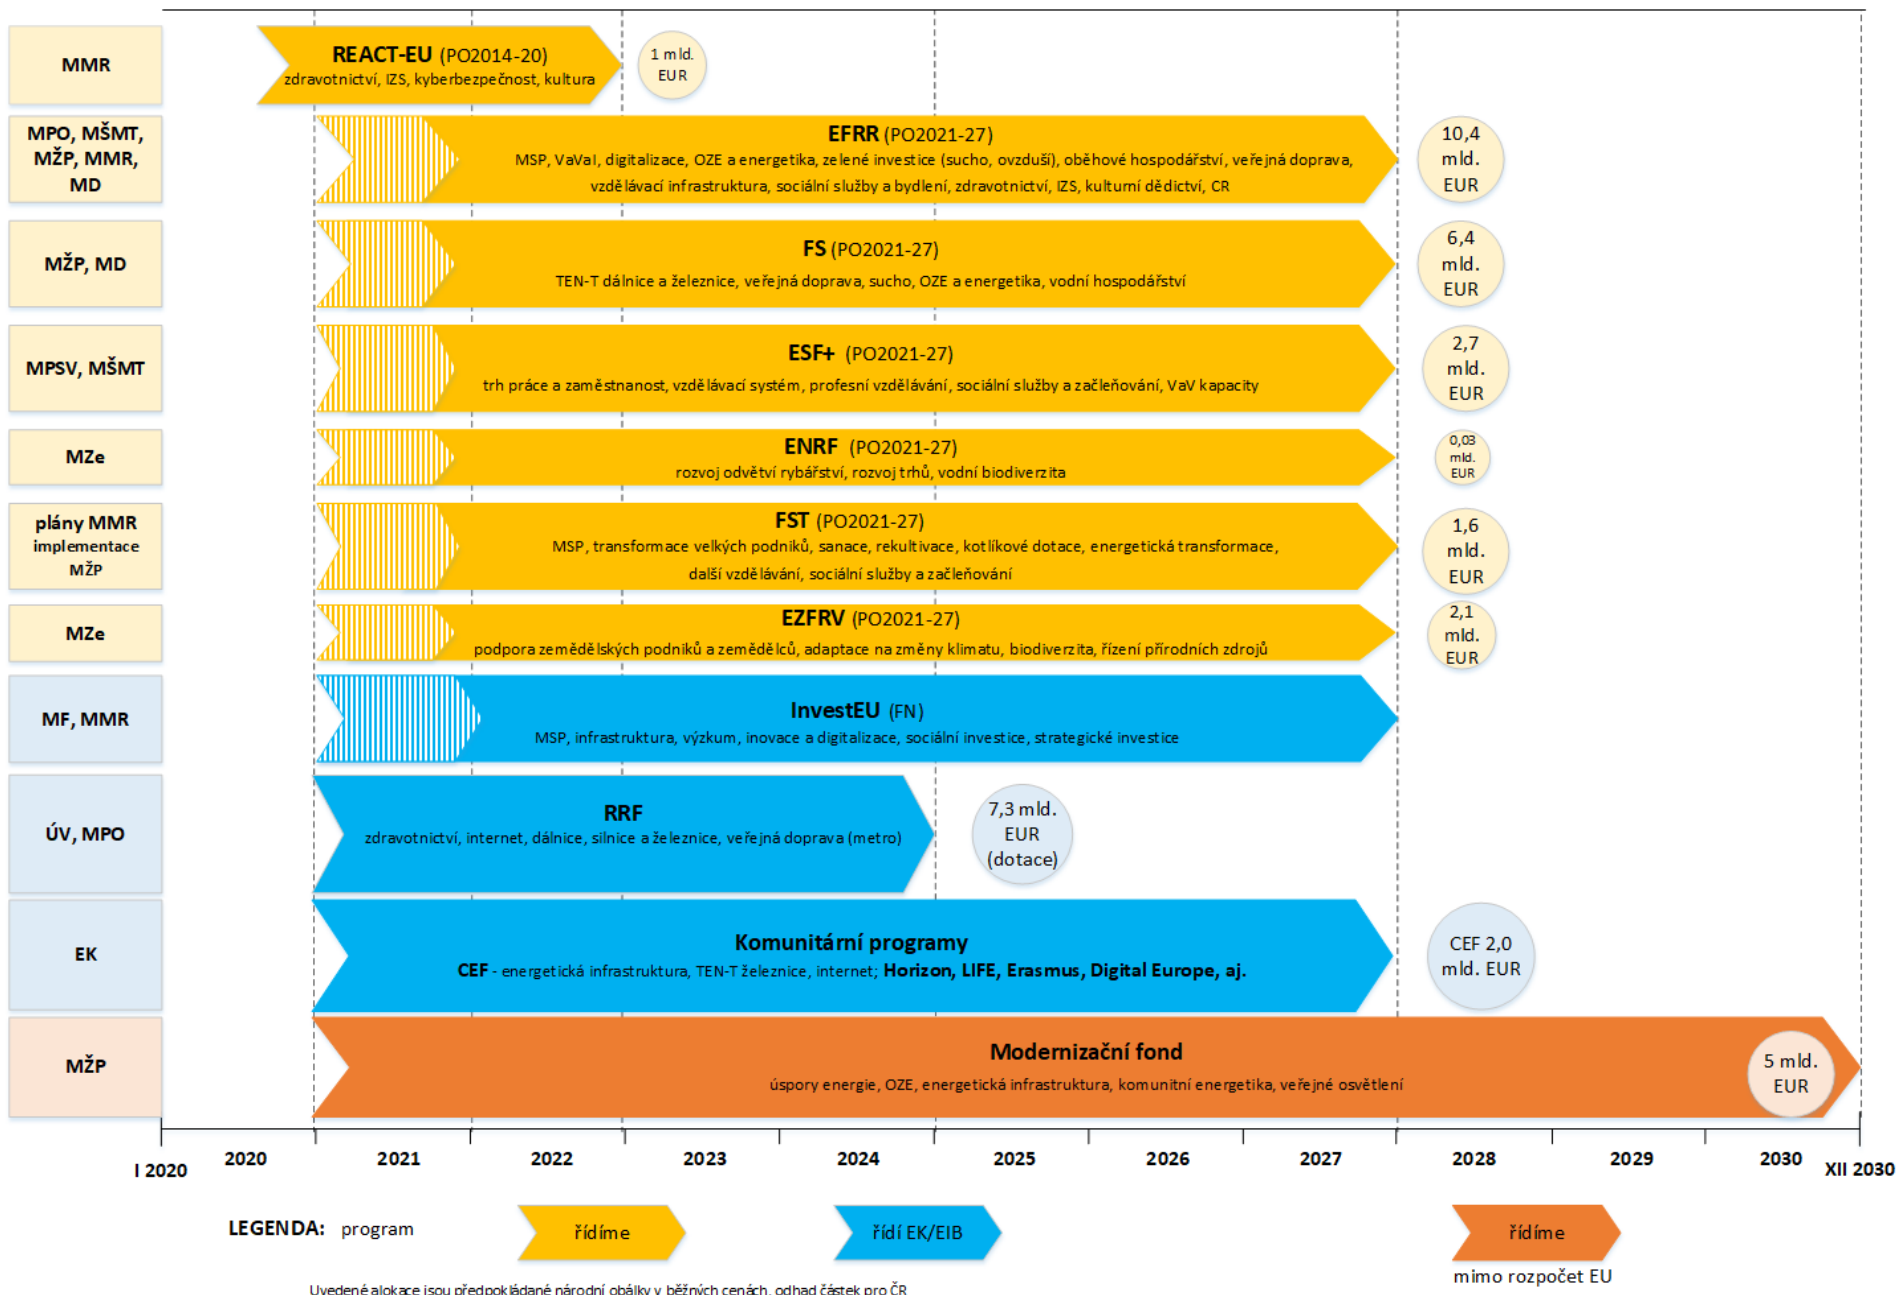 MMR
REACT-EU (PO2014-20)
zdravotnictví, IZS, kyberbezpečnost, kultura
1 mld.
EUR
MPO, MŠMT,
MŽP, MMR,
MD
EFRR (PO2021-27)
MSP, VaVaI, digitalizace, OZE a energetika, zelené investice (sucho, ovzduší), oběhové hospodářství, veřejná doprava,
vzdělávací infrastruktura, sociální služby a bydlení, zdravotnictví, IZS, kulturní dědictví, CR
10,4
mld.
EUR
MŽP, MD
FS (PO2021-27)
TEN-T dálnice a železnice, veřejná doprava, sucho, OZE a energetika, vodní hospodářství
6,4
mld.
EUR
MPSV, MŠMT
ESF+ (PO2021-27)
trh práce a zaměstnanost, vzdělávací systém, profesní vzdělávání, sociální služby a začleňování, VaV kapacity
2,7
mld.
EUR
MZe
ENRF (PO2021-27)
rozvoj odvětví rybářství, rozvoj trhů, vodní biodiverzita
0,03
mld.
EUR
plány MMR
implementace
MŽP
FST (PO2021-27)
MSP, transformace velkých podniků, sanace, rekultivace, kotlíkové dotace, energetická transformace,
další vzdělávání, sociální služby a začleňování
1,6
mld.
EUR
MZe
EZFRV (PO2021-27)
podpora zemědělských podniků a zemědělců, adaptace na změny klimatu, biodiverzita, řízení přírodních zdrojů
2,1
mld.
EUR
MF, MMR
InvestEU (FN)
MSP, infrastruktura, výzkum, inovace a digitalizace, sociální investice, strategické investice
ÚV, MPO
RRF
zdravotnictví, internet, dálnice, silnice a železnice, veřejná doprava (metro)
7,3 mld.
EUR
(dotace)
EK
Komunitární programy
CEF - energetická infrastruktura, TEN-T železnice, internet; Horizon, LIFE, Erasmus, Digital Europe, aj.
CEF 2,0
mld. EUR
MŽP
Modernizační fond
úspory energie, OZE, energetická infrastruktura, komunitní energetika, veřejné osvětlení
5 mld.
EUR
I 2020 2020 2021 2022 2023 2024 2025 2026 2027 2028 2029 2030 XII 2030
LEGENDA: program řídíme řídí EK/EIB řídíme
mimo rozpočet EU
Uvedené alokace jsou předpokládané národní obálky v běžných cenách, odhad částek pro ČR